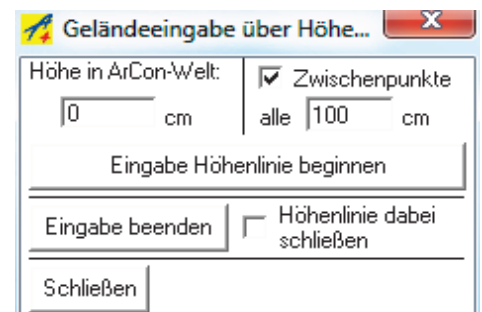 Geländeeingabe über Höhe...
Höhe in ArCon-Welt:
Zwischenpunkte
0 cm
alle 100 cm
Eingabe Höhenlinie beginnen
Eingabe beenden
Höhenlinie dabei
schließen
Schließen